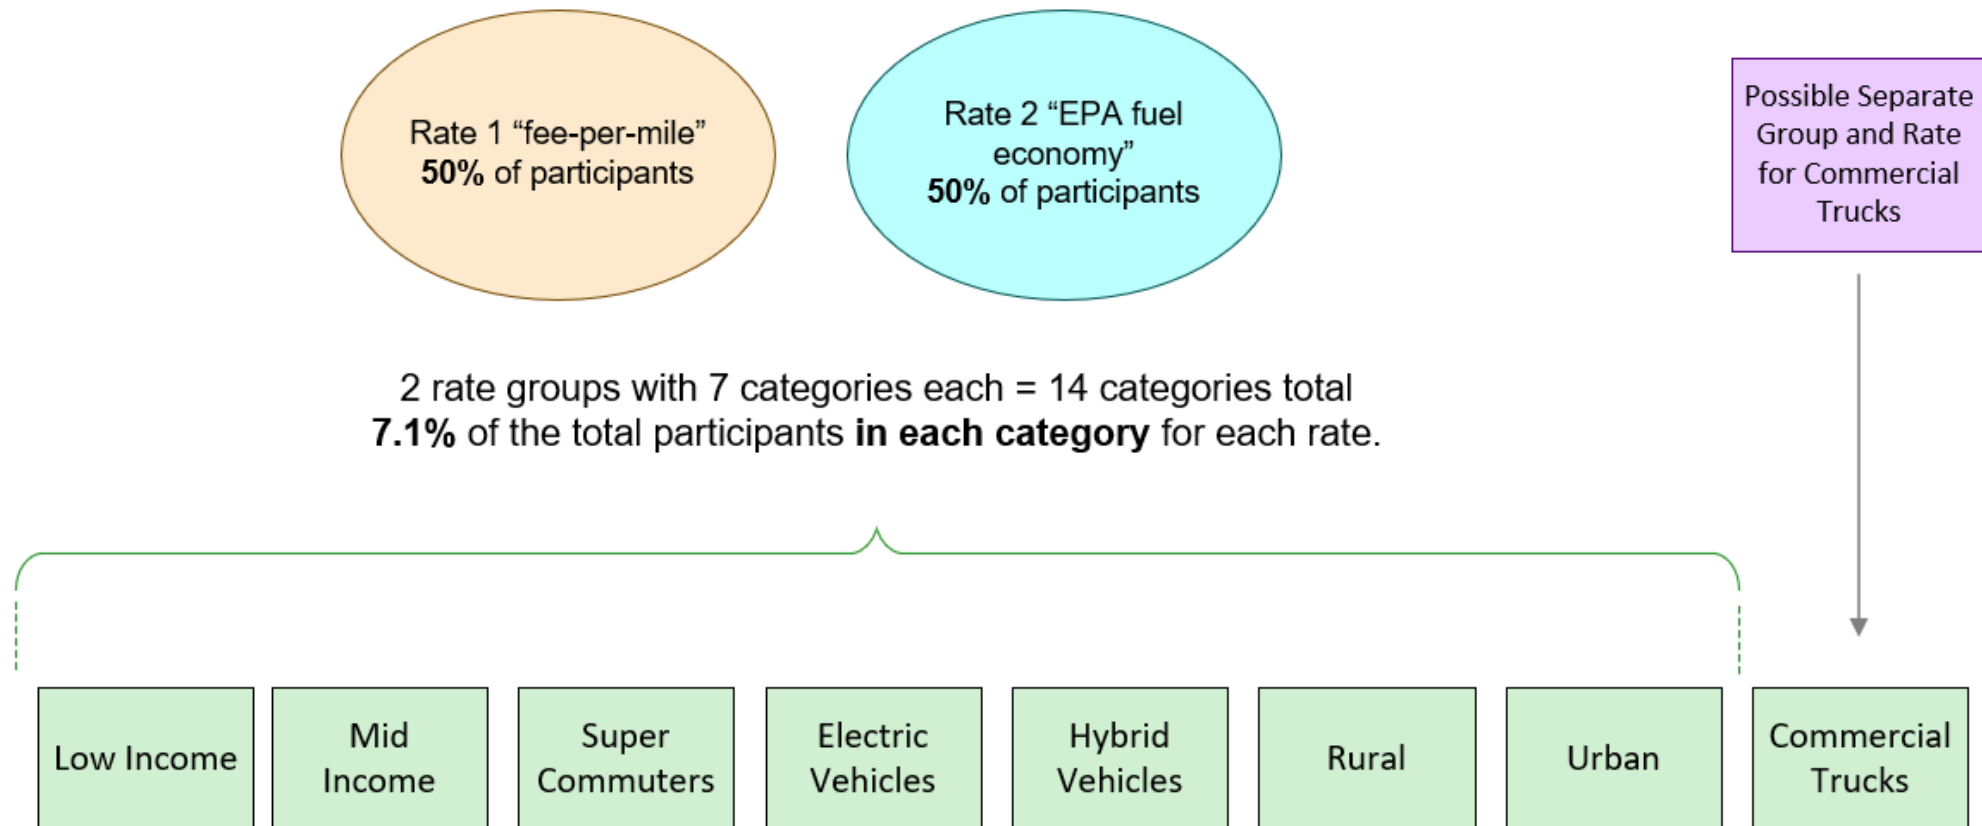 Rate 1 “fee-per-mile”
50% of participants
Rate 2 “EPA fuel
economy”
50% of participants
Possible Separate
Group and Rate
for Commercial
Trucks
2 rate groups with 7 categories each = 14 categories total
7.1% of the total participants in each category for each rate.
Low Income
Mid
Income
Super
Commuters
Electric
Vehicles
Hybrid
Vehicles
Rural
Urban
Commercial
Trucks